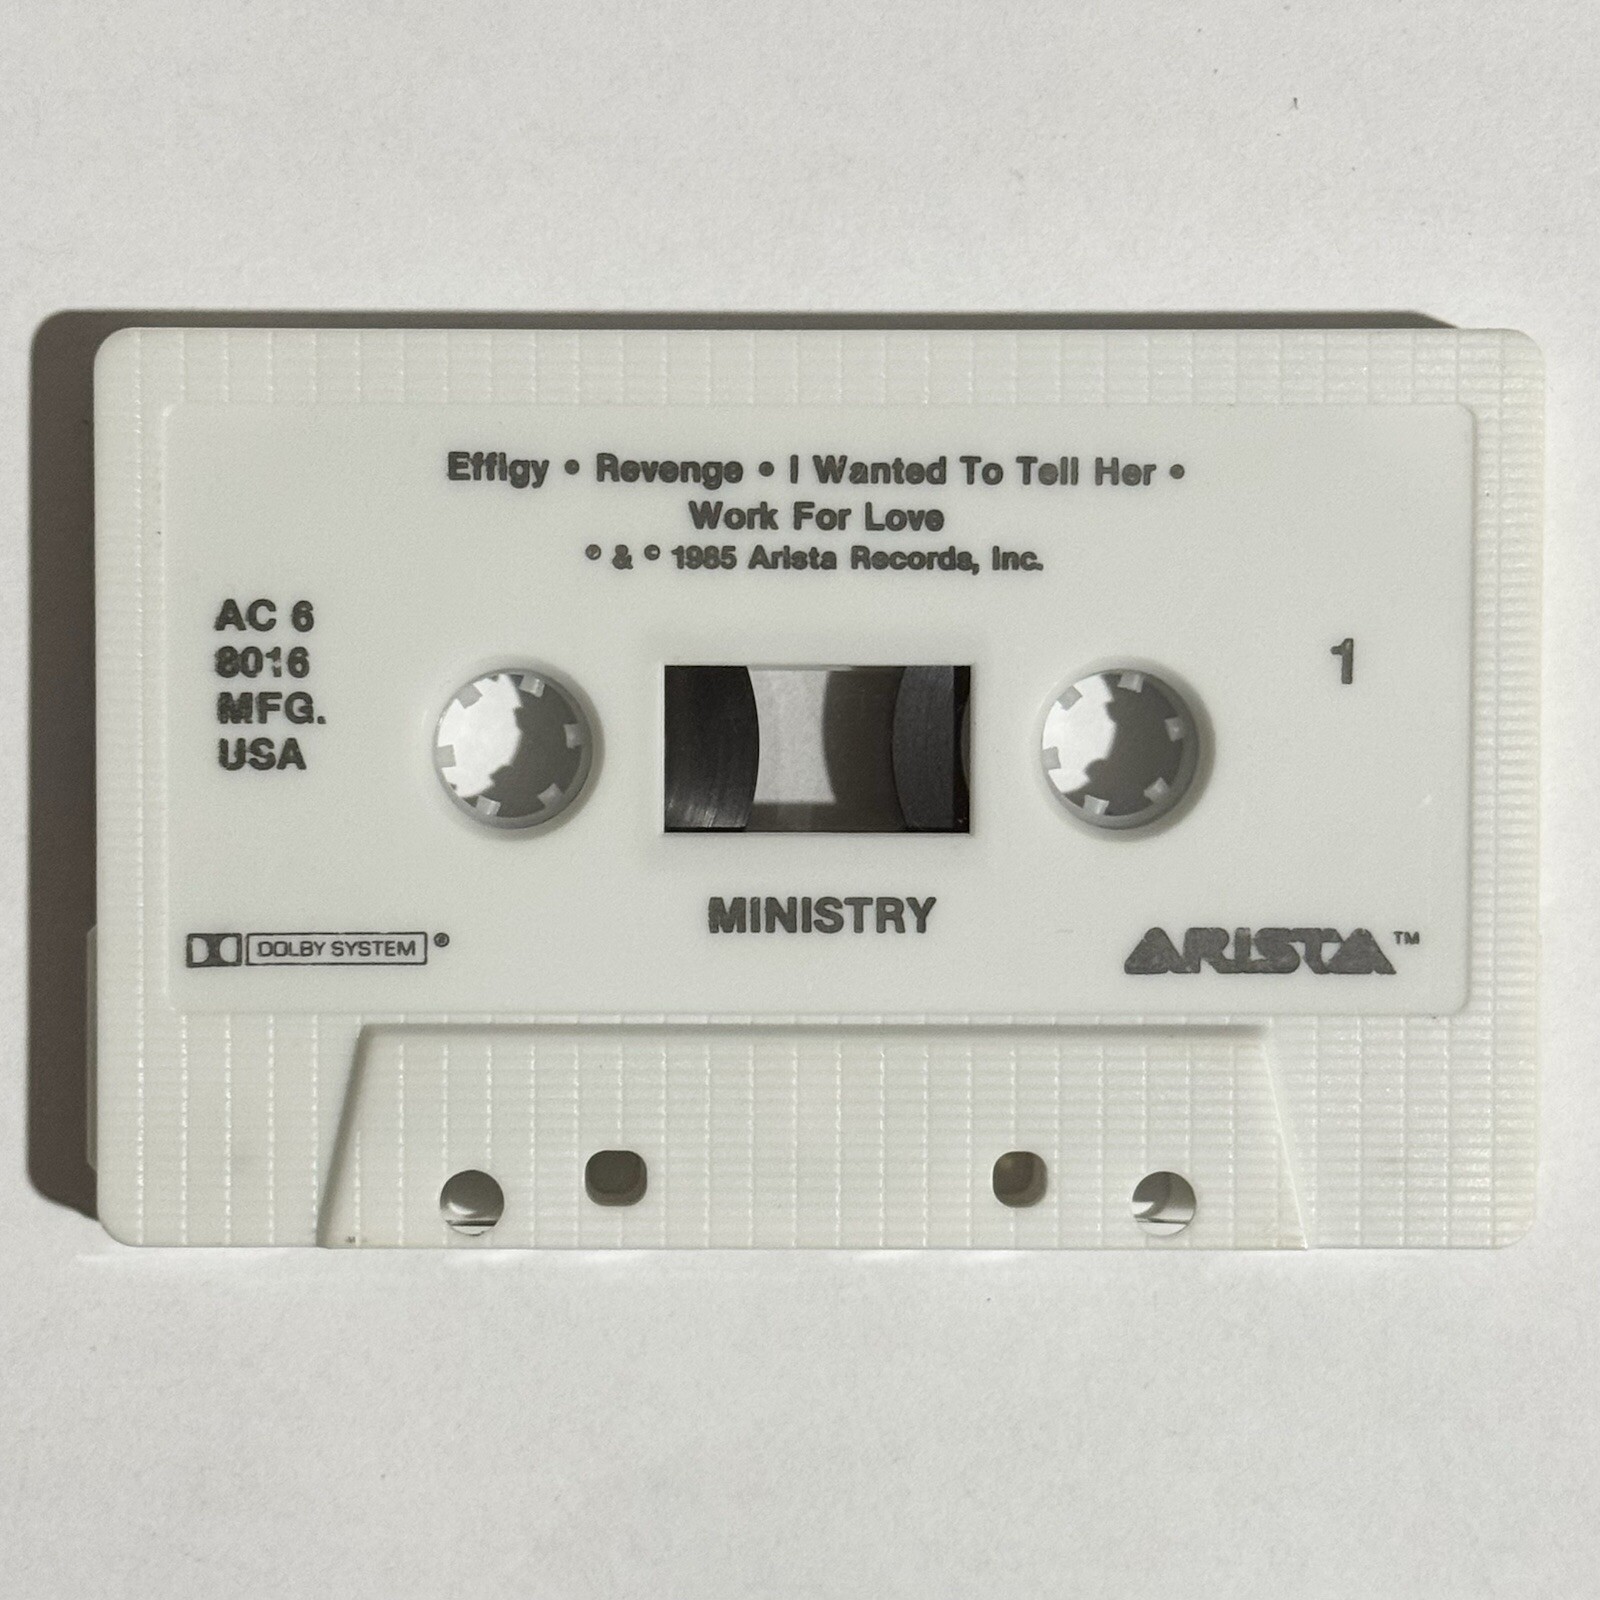 Effigy • Revenge • I Wanted To Tell Her •
Work For Love
℗ & © 1985 Arista Records, Inc.
AC 6
8016
MFG.
USA
1
MINISTRY
DOLBY SYSTEM ®
ARISTA ™